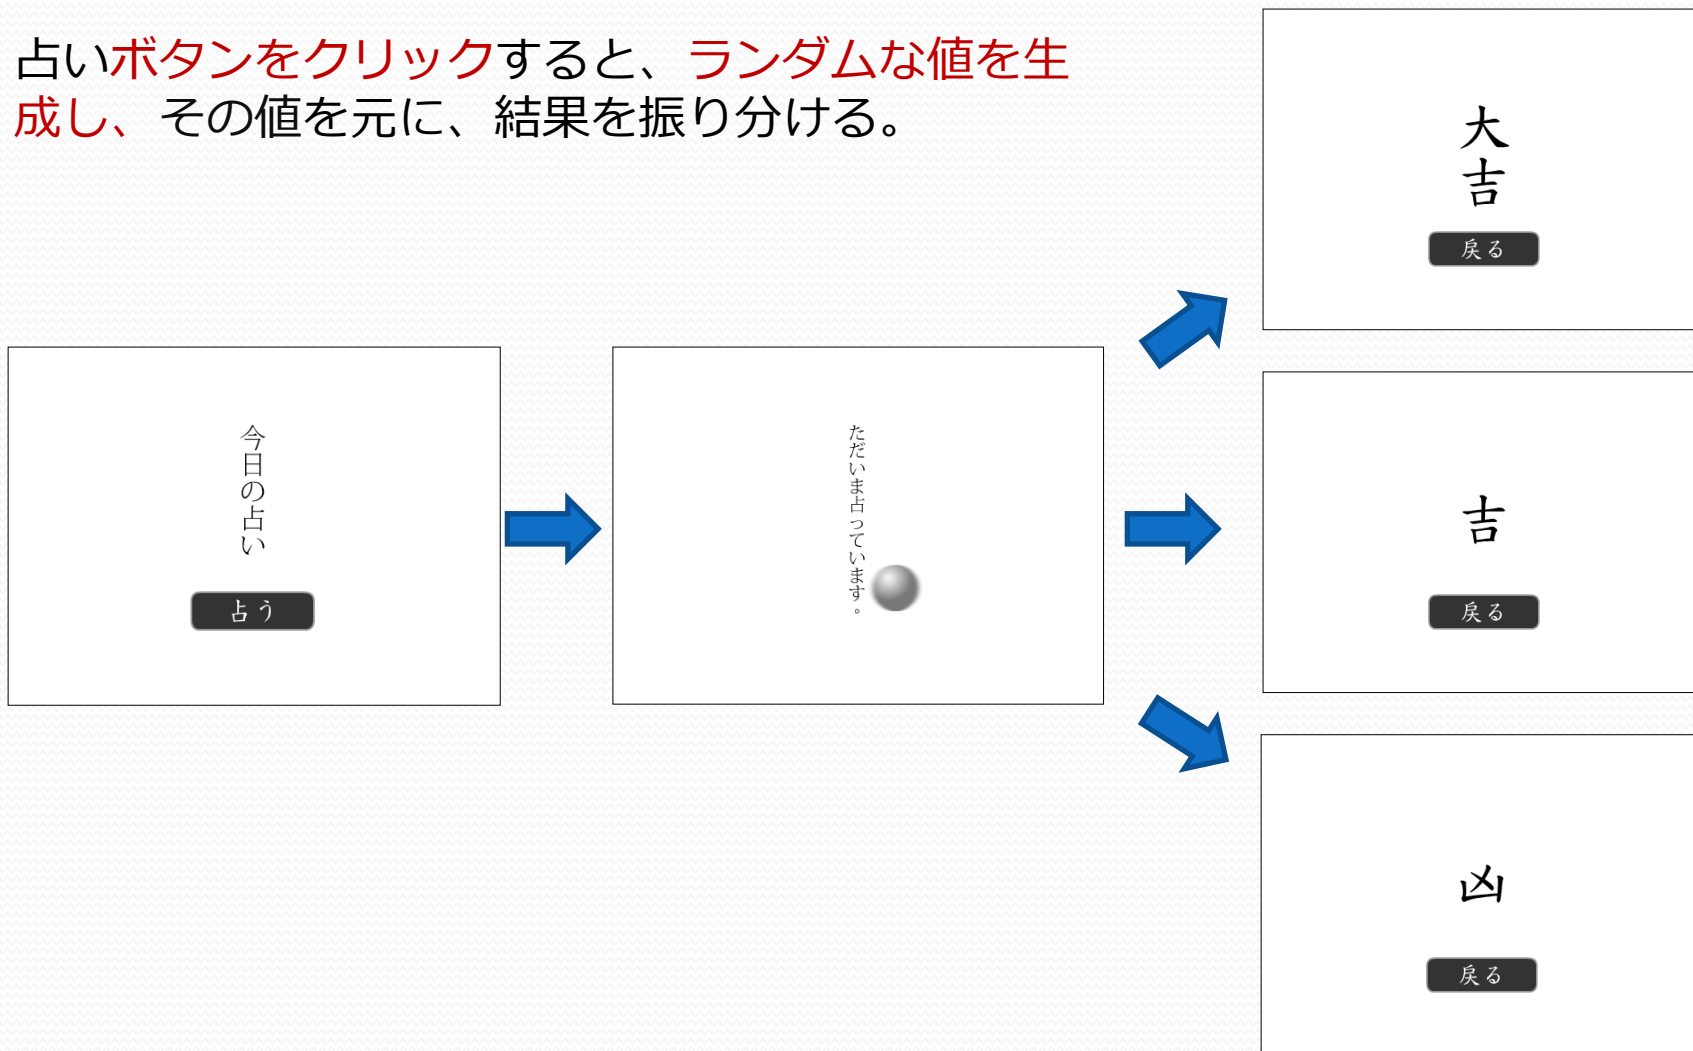 占いボタンをクリックすると、ランダムな値を生
成し、その値を元に、結果を振り分ける。
今日の占い
占う
ただいま占っています。
大吉
戻る
吉
戻る
凶
戻る